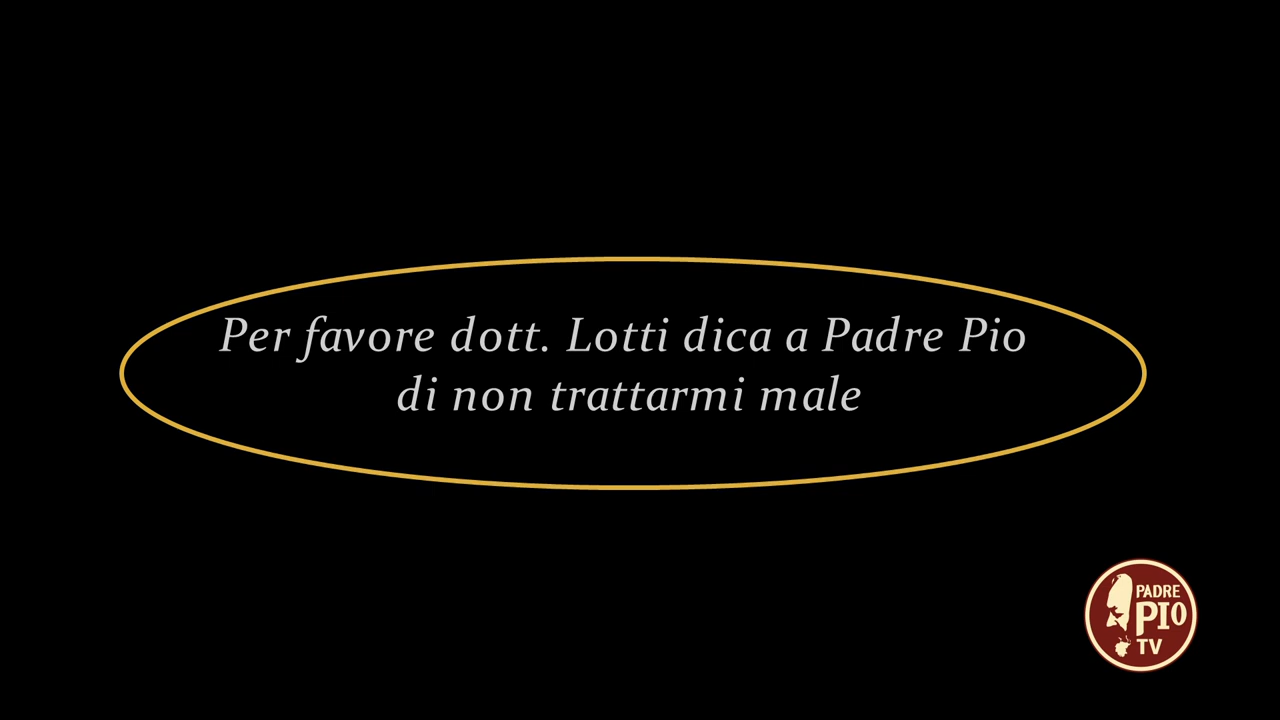 Per favore dott. Lotti dica a Padre Pio
di non trattarmi male
PADRE
PIO
TV